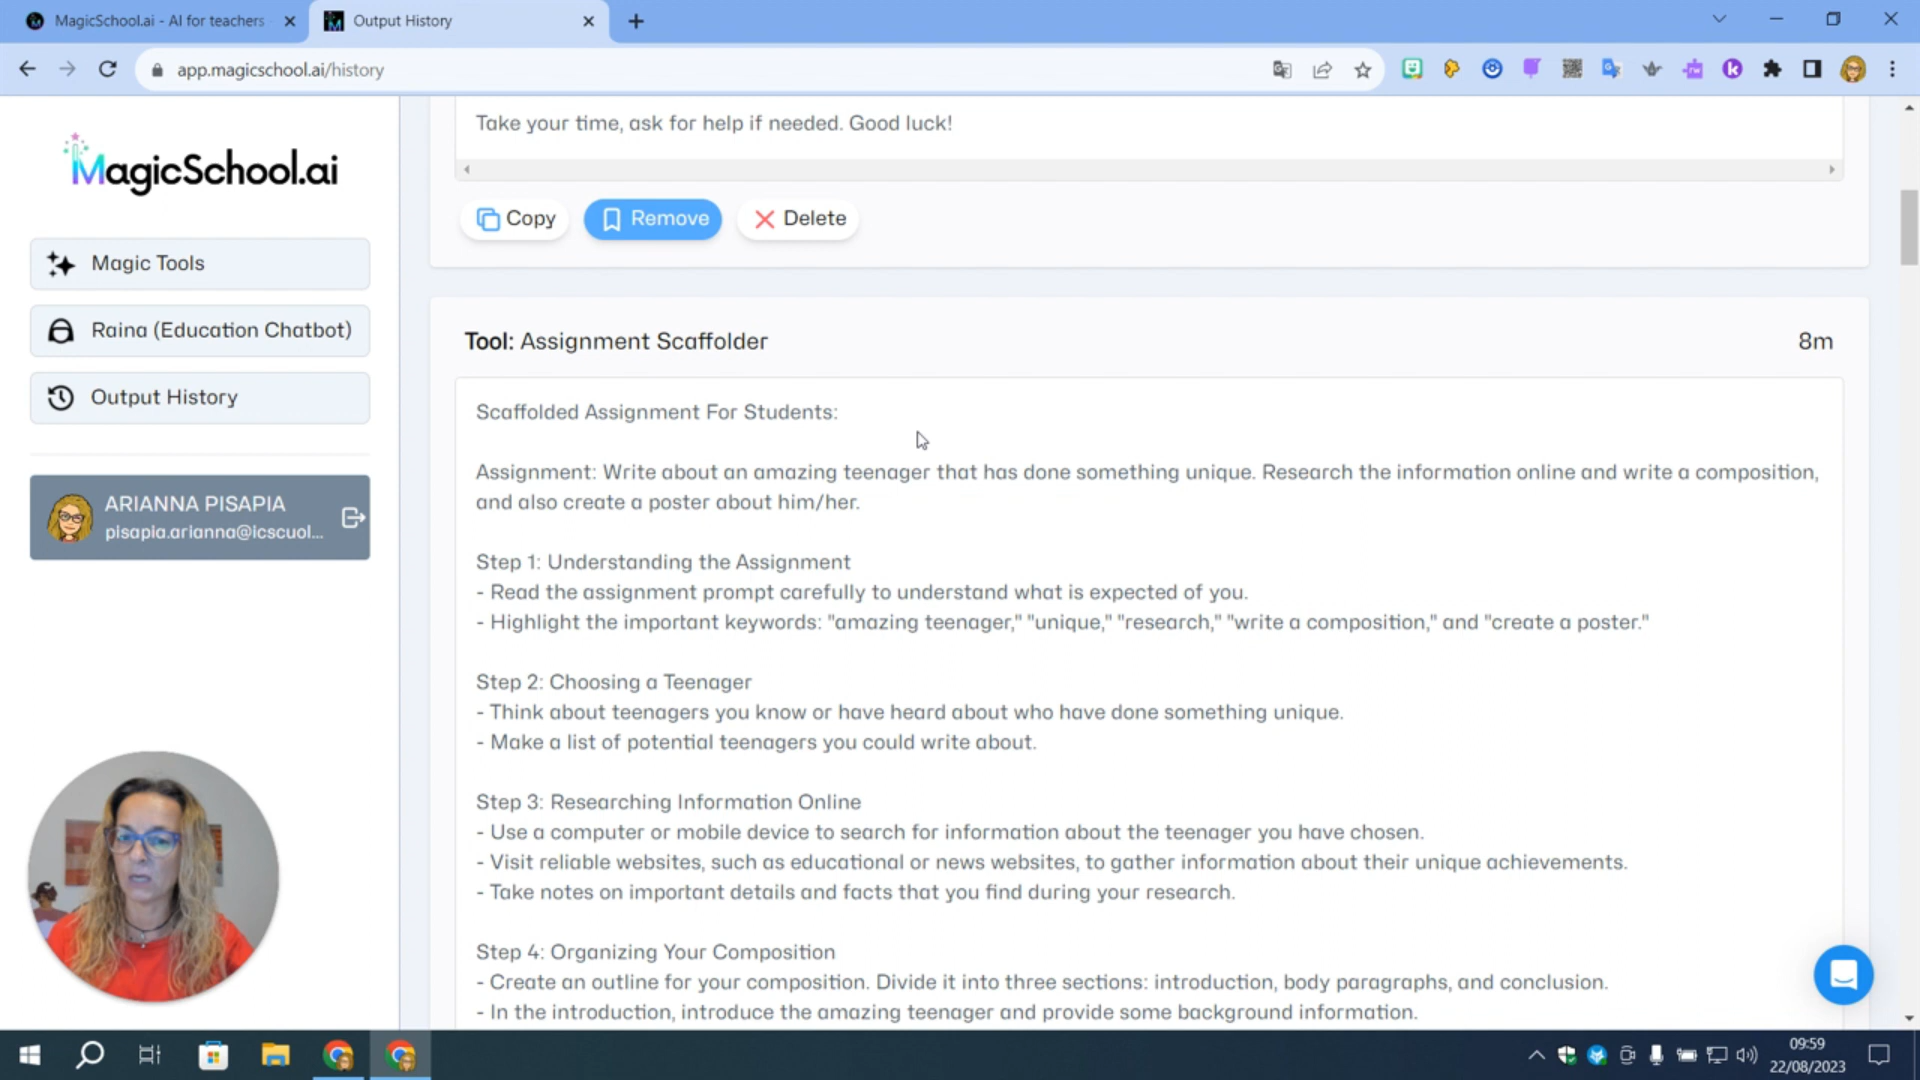 MagicSchool.ai - AI for teachers
Output History
app.magicschool.ai/history
MagicSchool.ai
Magic Tools
Raina (Education Chatbot)
Output History
ARIANNA PISAPIA
pisapia.arianna@icscuol...
Take your time, ask for help if needed. Good luck!
Copy
Remove
Delete
Tool: Assignment Scaffolder
8m
Scaffolded Assignment For Students:
Assignment: Write about an amazing teenager that has done something unique. Research the information online and write a composition,
and also create a poster about him/her.
Step 1: Understanding the Assignment
- Read the assignment prompt carefully to understand what is expected of you.
- Highlight the important keywords: "amazing teenager," "unique," "research," "write a composition," and "create a poster."
Step 2: Choosing a Teenager
- Think about teenagers you know or have heard about who have done something unique.
- Make a list of potential teenagers you could write about.
Step 3: Researching Information Online
- Use a computer or mobile device to search for information about the teenager you have chosen.
- Visit reliable websites, such as educational or news websites, to gather information about their unique achievements.
- Take notes on important details and facts that you find during your research.
Step 4: Organizing Your Composition
- Create an outline for your composition. Divide it into three sections: introduction, body paragraphs, and conclusion.
- In the introduction, introduce the amazing teenager and provide some background information.
09:59
22/08/2023